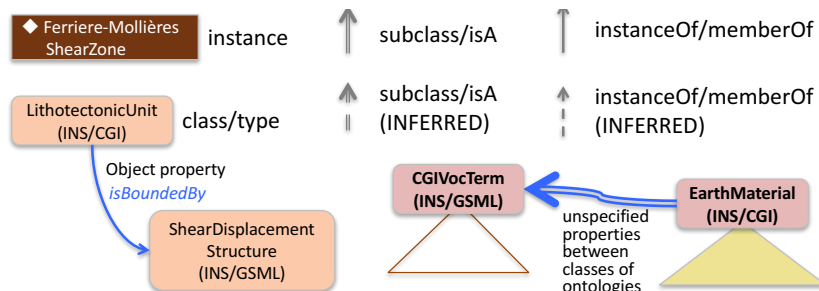 ◆ Ferriere-Mollières
ShearZone
instance
subclass/isA
instanceOf/memberOf
LithotectonicUnit
(INS/CGI)
class/type
subclass/isA
(INFERRED)
instanceOf/memberOf
(INFERRED)
Object property
isBoundedBy
ShearDisplacement
Structure
(INS/GSML)
CGIVocTerm
(INS/GSML)
unspecified
properties
between
classes of
ontologies
EarthMaterial
(INS/CGI)